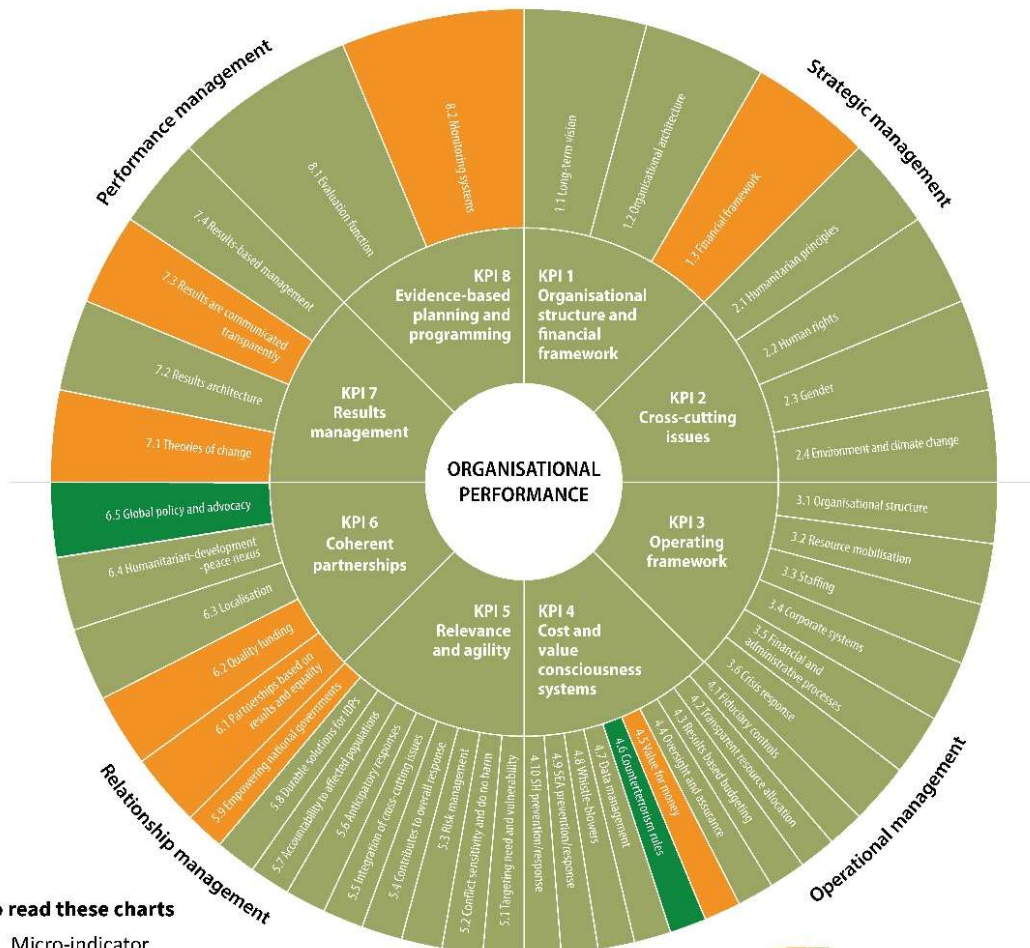 Performance management
Strategic management
8.2 Monitoring systems
8.1 Evaluation function
7.4 Results-based management
7.3 Results are communicated
transparently
7.2 Results architecture
7.1 Theories of change
1.1 Long-term vision
1.2 Organisational architecture
1.3 Financial framework
2.1 Humanitarian principles
2.2 Human rights
2.3 Gender
2.4 Environment and climate change
KPI 8
Evidence-based
planning and
programming
KPI 1
Organisational
structure and
financial
framework
KPI 7
Results
management
KPI 2
Cross-cutting
issues
ORGANISATIONAL
PERFORMANCE
KPI 6
Coherent
partnerships
KPI 3
Operating
framework
KPI 5
Relevance
and agility
KPI 4
Cost and
value
consciousness
systems
3.1 Organisational structure
3.2 Resource mobilisation
3.3 Staffing
3.4 Corporate systems
3.5 Financial and
administrative processes
3.6 Crisis response
4.1 Fiduciary controls
4.2 Transparent resource allocation
4.3 Results based budgeting
4.4 Oversight and assurance
4.5 Value for money
4.6 Counterterrorism rules
4.7 Data management
4.8 Whistle-blowers
4.9 SEA prevention/response
4.10 SH prevention/response
5.1 Targeting need and vulnerability
5.2 Conflict sensitivity and do no harm
5.3 Risk management
5.4 Contributes to overall response
5.5 Integration of cross-cutting issues
5.6 Anticipatory responses
5.7 Accountability to affected populations
5.8 Durable solutions for IDPs
5.9 Empowering national governments
6.1 Partnerships based on
results and equality
6.2 Quality funding
6.3 Localisation
6.4 Humanitarian-development
-peace nexus
6.5 Global policy and advocacy
Relationship management
Operational management
read these charts
Micro-indicator